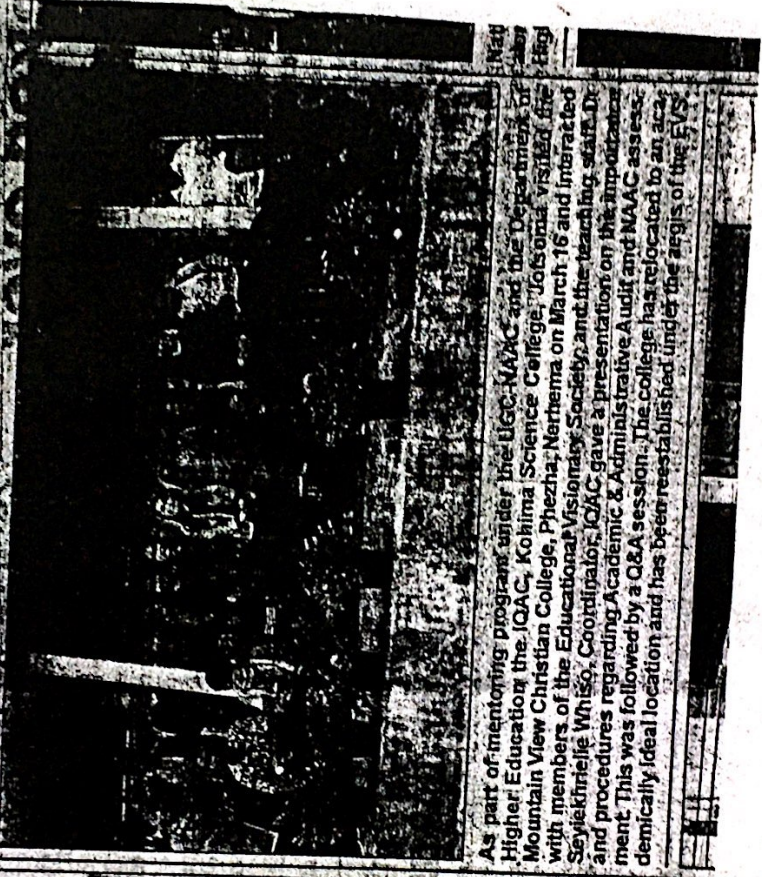 As part of mentoring program under the UGC, NAAC and the Department of
Higher Education the IQAC, Kohima Science College, Jotsoma visited the
Mountain View Christian College, Phezha, Nerhema on March 16 and interacted
with members of the Educational Visionary Society and the teaching staff. Dr
Seyiekhrielie Whiso, Coordinator, IQAC gave a presentation on the importance
and procedures regarding Academic & Administrative Audit and NAAC assess-
ment. This was followed by a Q&A session. The college has relocated to an aca-
demically ideal location and has been reestablished under the aegis of the EVS.